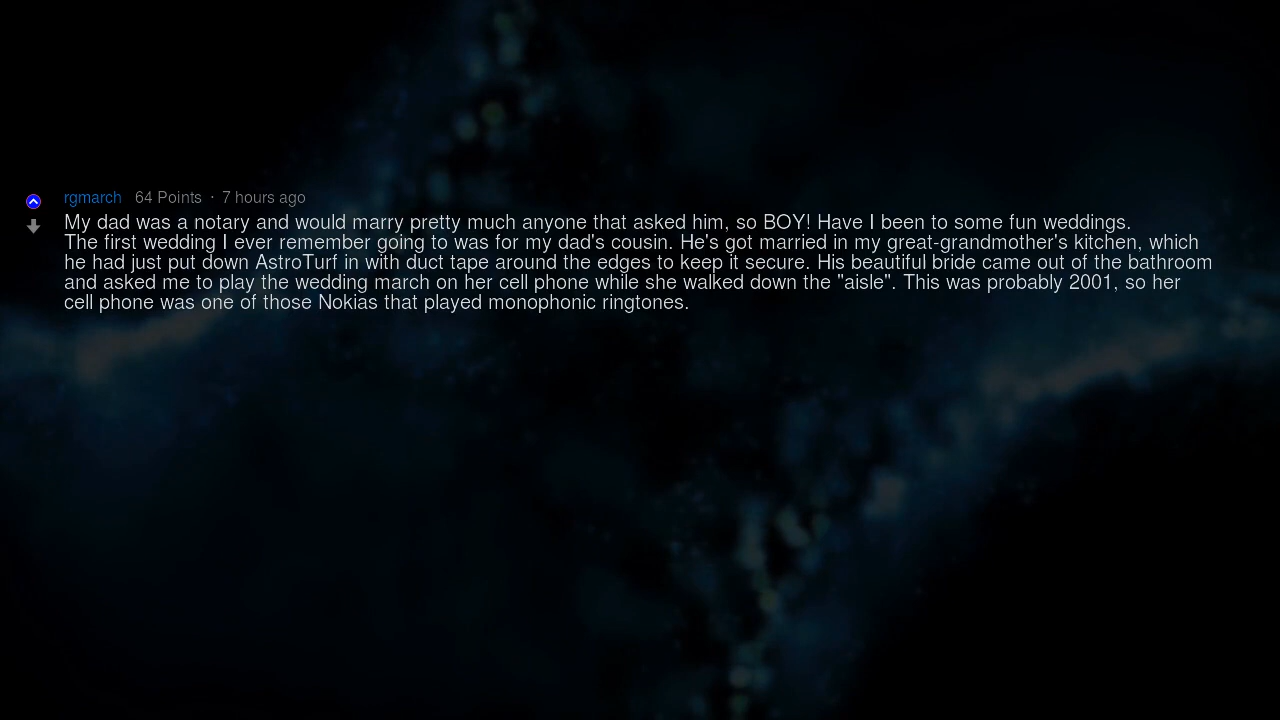 rgmarch 64 Points · 7 hours ago
My dad was a notary and would marry pretty much anyone that asked him, so BOY! Have I been to some fun weddings.
The first wedding I ever remember going to was for my dad's cousin. He's got married in my great-grandmother's kitchen, which
he had just put down AstroTurf in with duct tape around the edges to keep it secure. His beautiful bride came out of the bathroom
and asked me to play the wedding march on her cell phone while she walked down the "aisle". This was probably 2001, so her
cell phone was one of those Nokias that played monophonic ringtones.